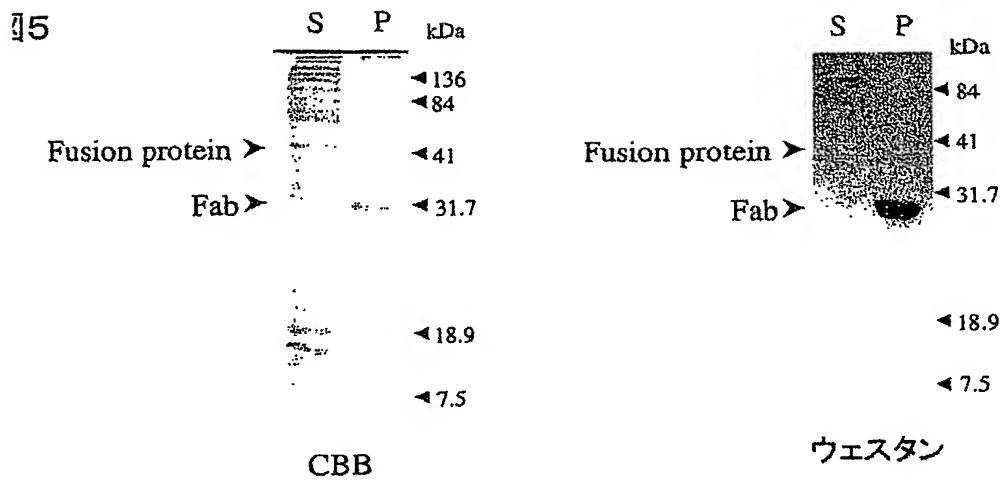 5
S P kDa
136
84
Fusion protein
41
Fab
31.7
18.9
7.5
CBB
S P
kDa
84
Fusion protein
41
31.7
Fab
18.9
7.5
ウェスタン